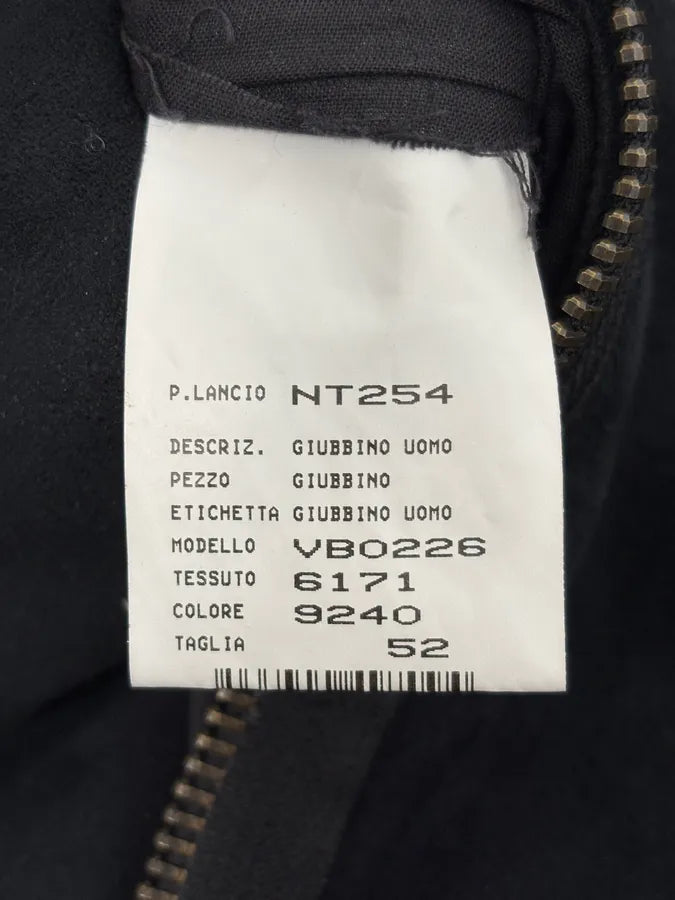 P.LANCIO NT254
DESCRIZ. GIUBBINO UOMO
PEZZO GIUBBINO
ETICHETTA GIUBBINO UOMO
MODELLO VB0226
TESSUTO 6171
COLORE 9240
TAGLIA 52